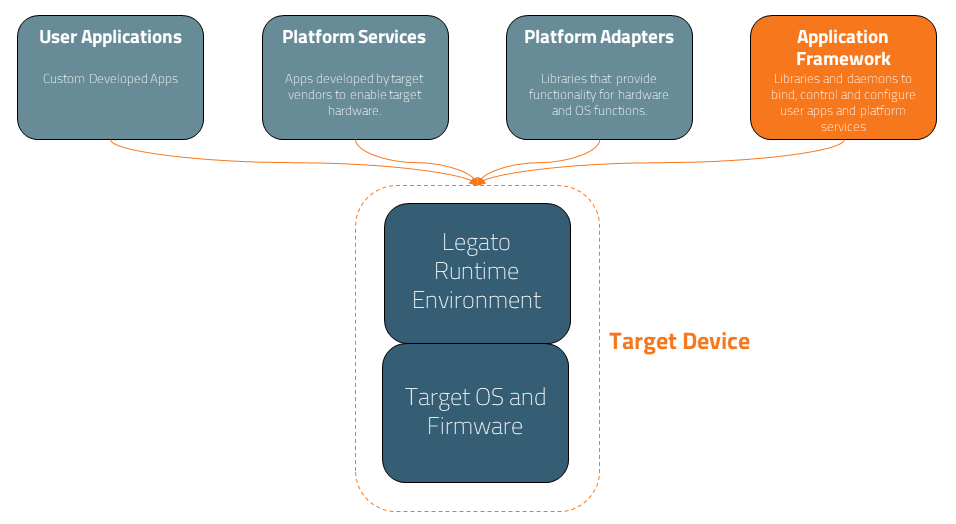 User Applications
Custom Developed Apps
Platform Services
Apps developed by target
vendors to enable target
hardware.
Platform Adapters
Libraries that provide
functionality for hardware
and OS functions.
Application
Framework
Libraries and daemons to
bind, control and configure
user apps and platform
services
Legato
Runtime
Environment
Target Device
Target OS and
Firmware